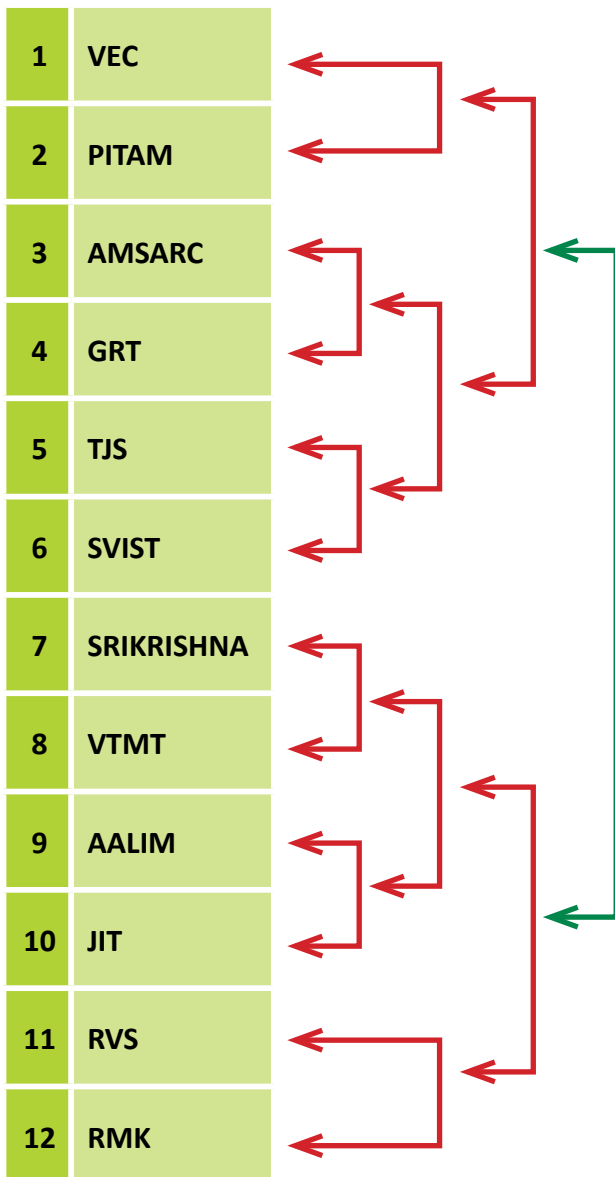 1 VEC
2 PITAM
3 AMSARC
4 GRT
5 TJS
6 SVIST
7 SRIKRISHNA
8 VTMT
9 AALIM
10 JIT
11 RVS
12 RMK